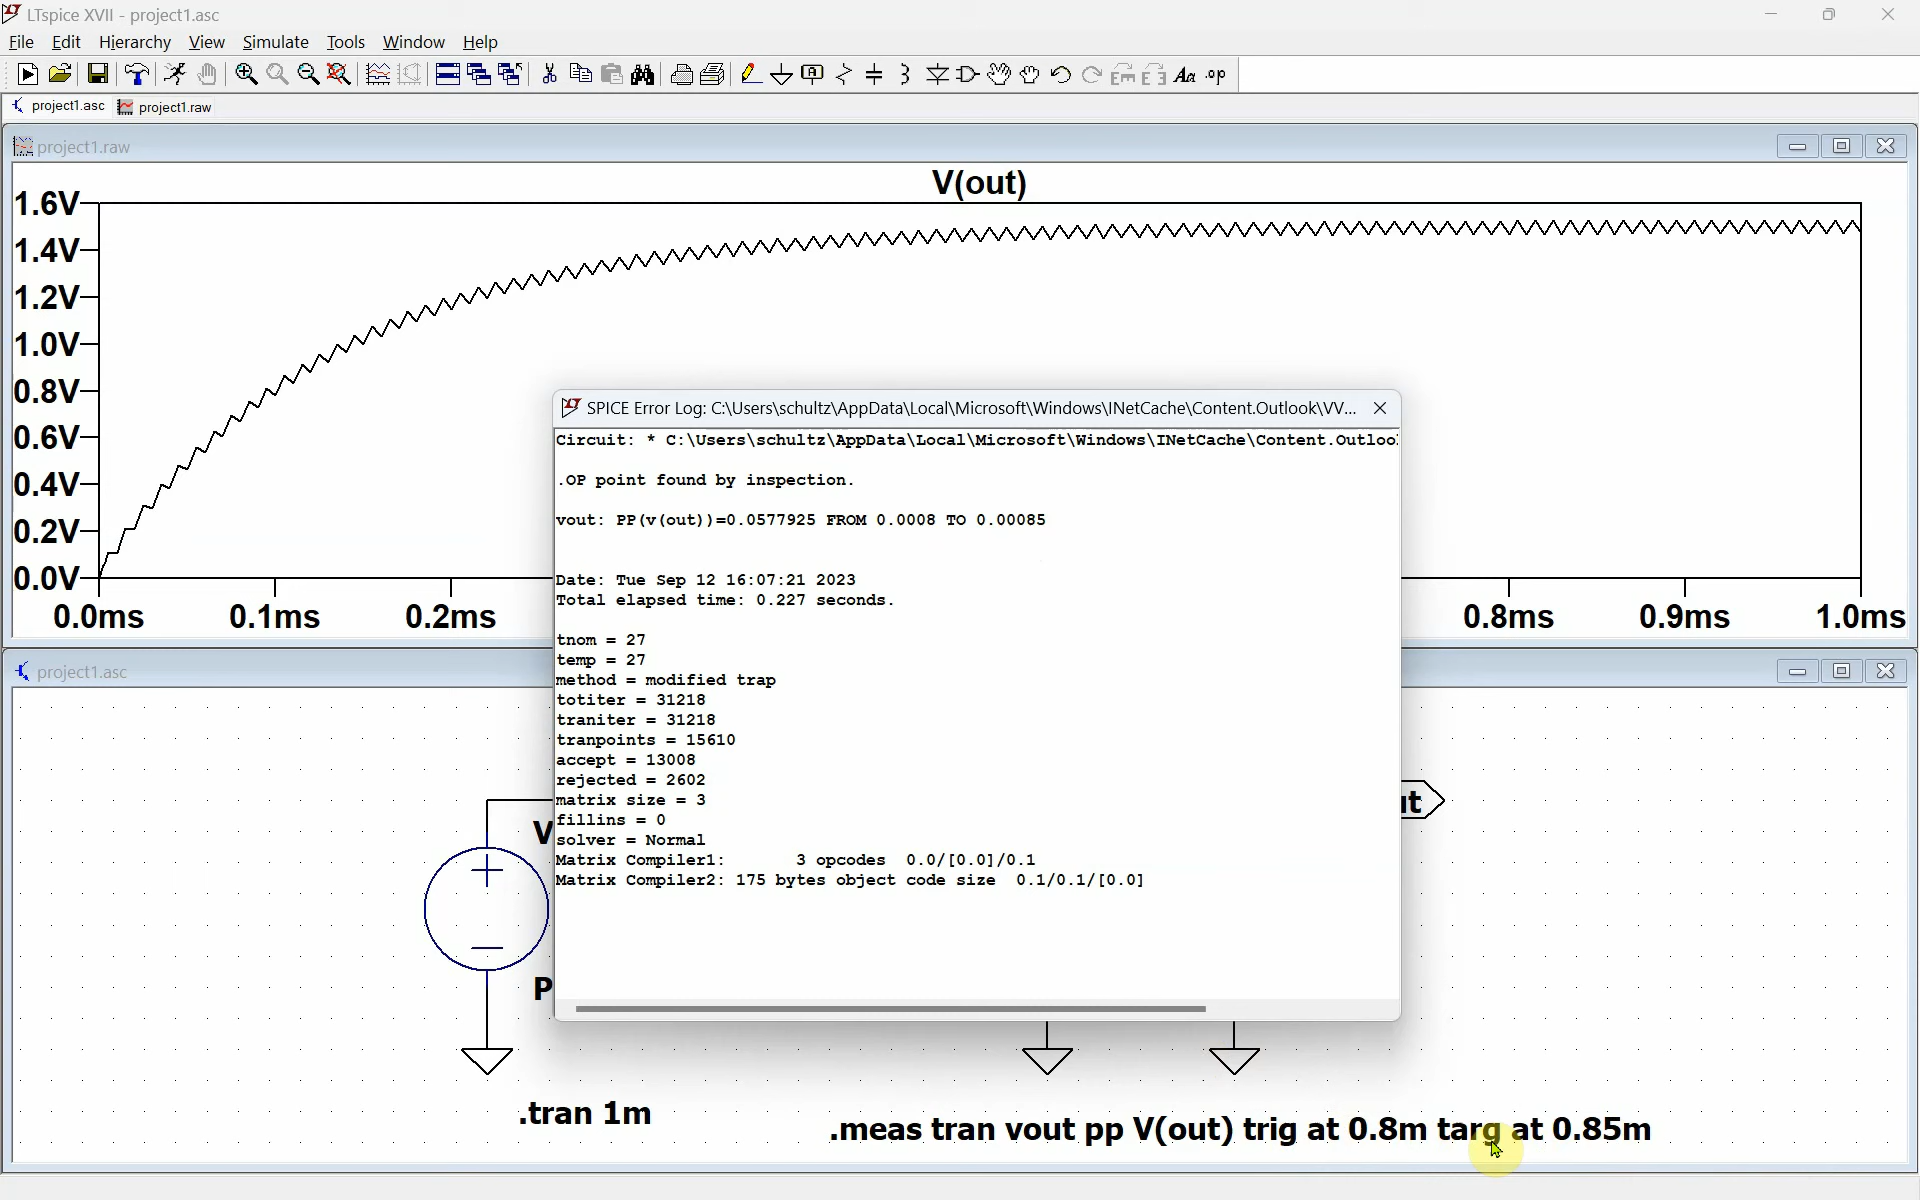 LTspice XVII - project1.asc
File Edit Hierarchy View Simulate Tools Window Help
project1.asc project1.raw
project1.raw
V(out)
1.6V
1.4V
1.2V
1.0V
0.8V
0.6V
0.4V
0.2V
0.0V
0.0ms 0.1ms 0.2ms 0.8ms 0.9ms 1.0ms
SPICE Error Log: C:\Users\schultz\AppData\Local\Microsoft\Windows\INetCache\Content.Outlook\VV...
Circuit: * C:\Users\schultz\AppData\Local\Microsoft\Windows\INetCache\Content.Outloo
.OP point found by inspection.
vout: PP(v(out))=0.0577925 FROM 0.0008 TO 0.00085
Date: Tue Sep 12 16:07:21 2023
Total elapsed time: 0.227 seconds.
tnom = 27
temp = 27
method = modified trap
totiter = 31218
traniter = 31218
tranpoints = 15610
accept = 13008
rejected = 2602
matrix size = 3
fillins = 0
solver = Normal
Matrix Compiler1: 3 opcodes 0.0/[0.0]/0.1
Matrix Compiler2: 175 bytes object code size 0.1/0.1/[0.0]
project1.asc
V
P
.tran 1m
.meas tran vout pp V(out) trig at 0.8m targ at 0.85m